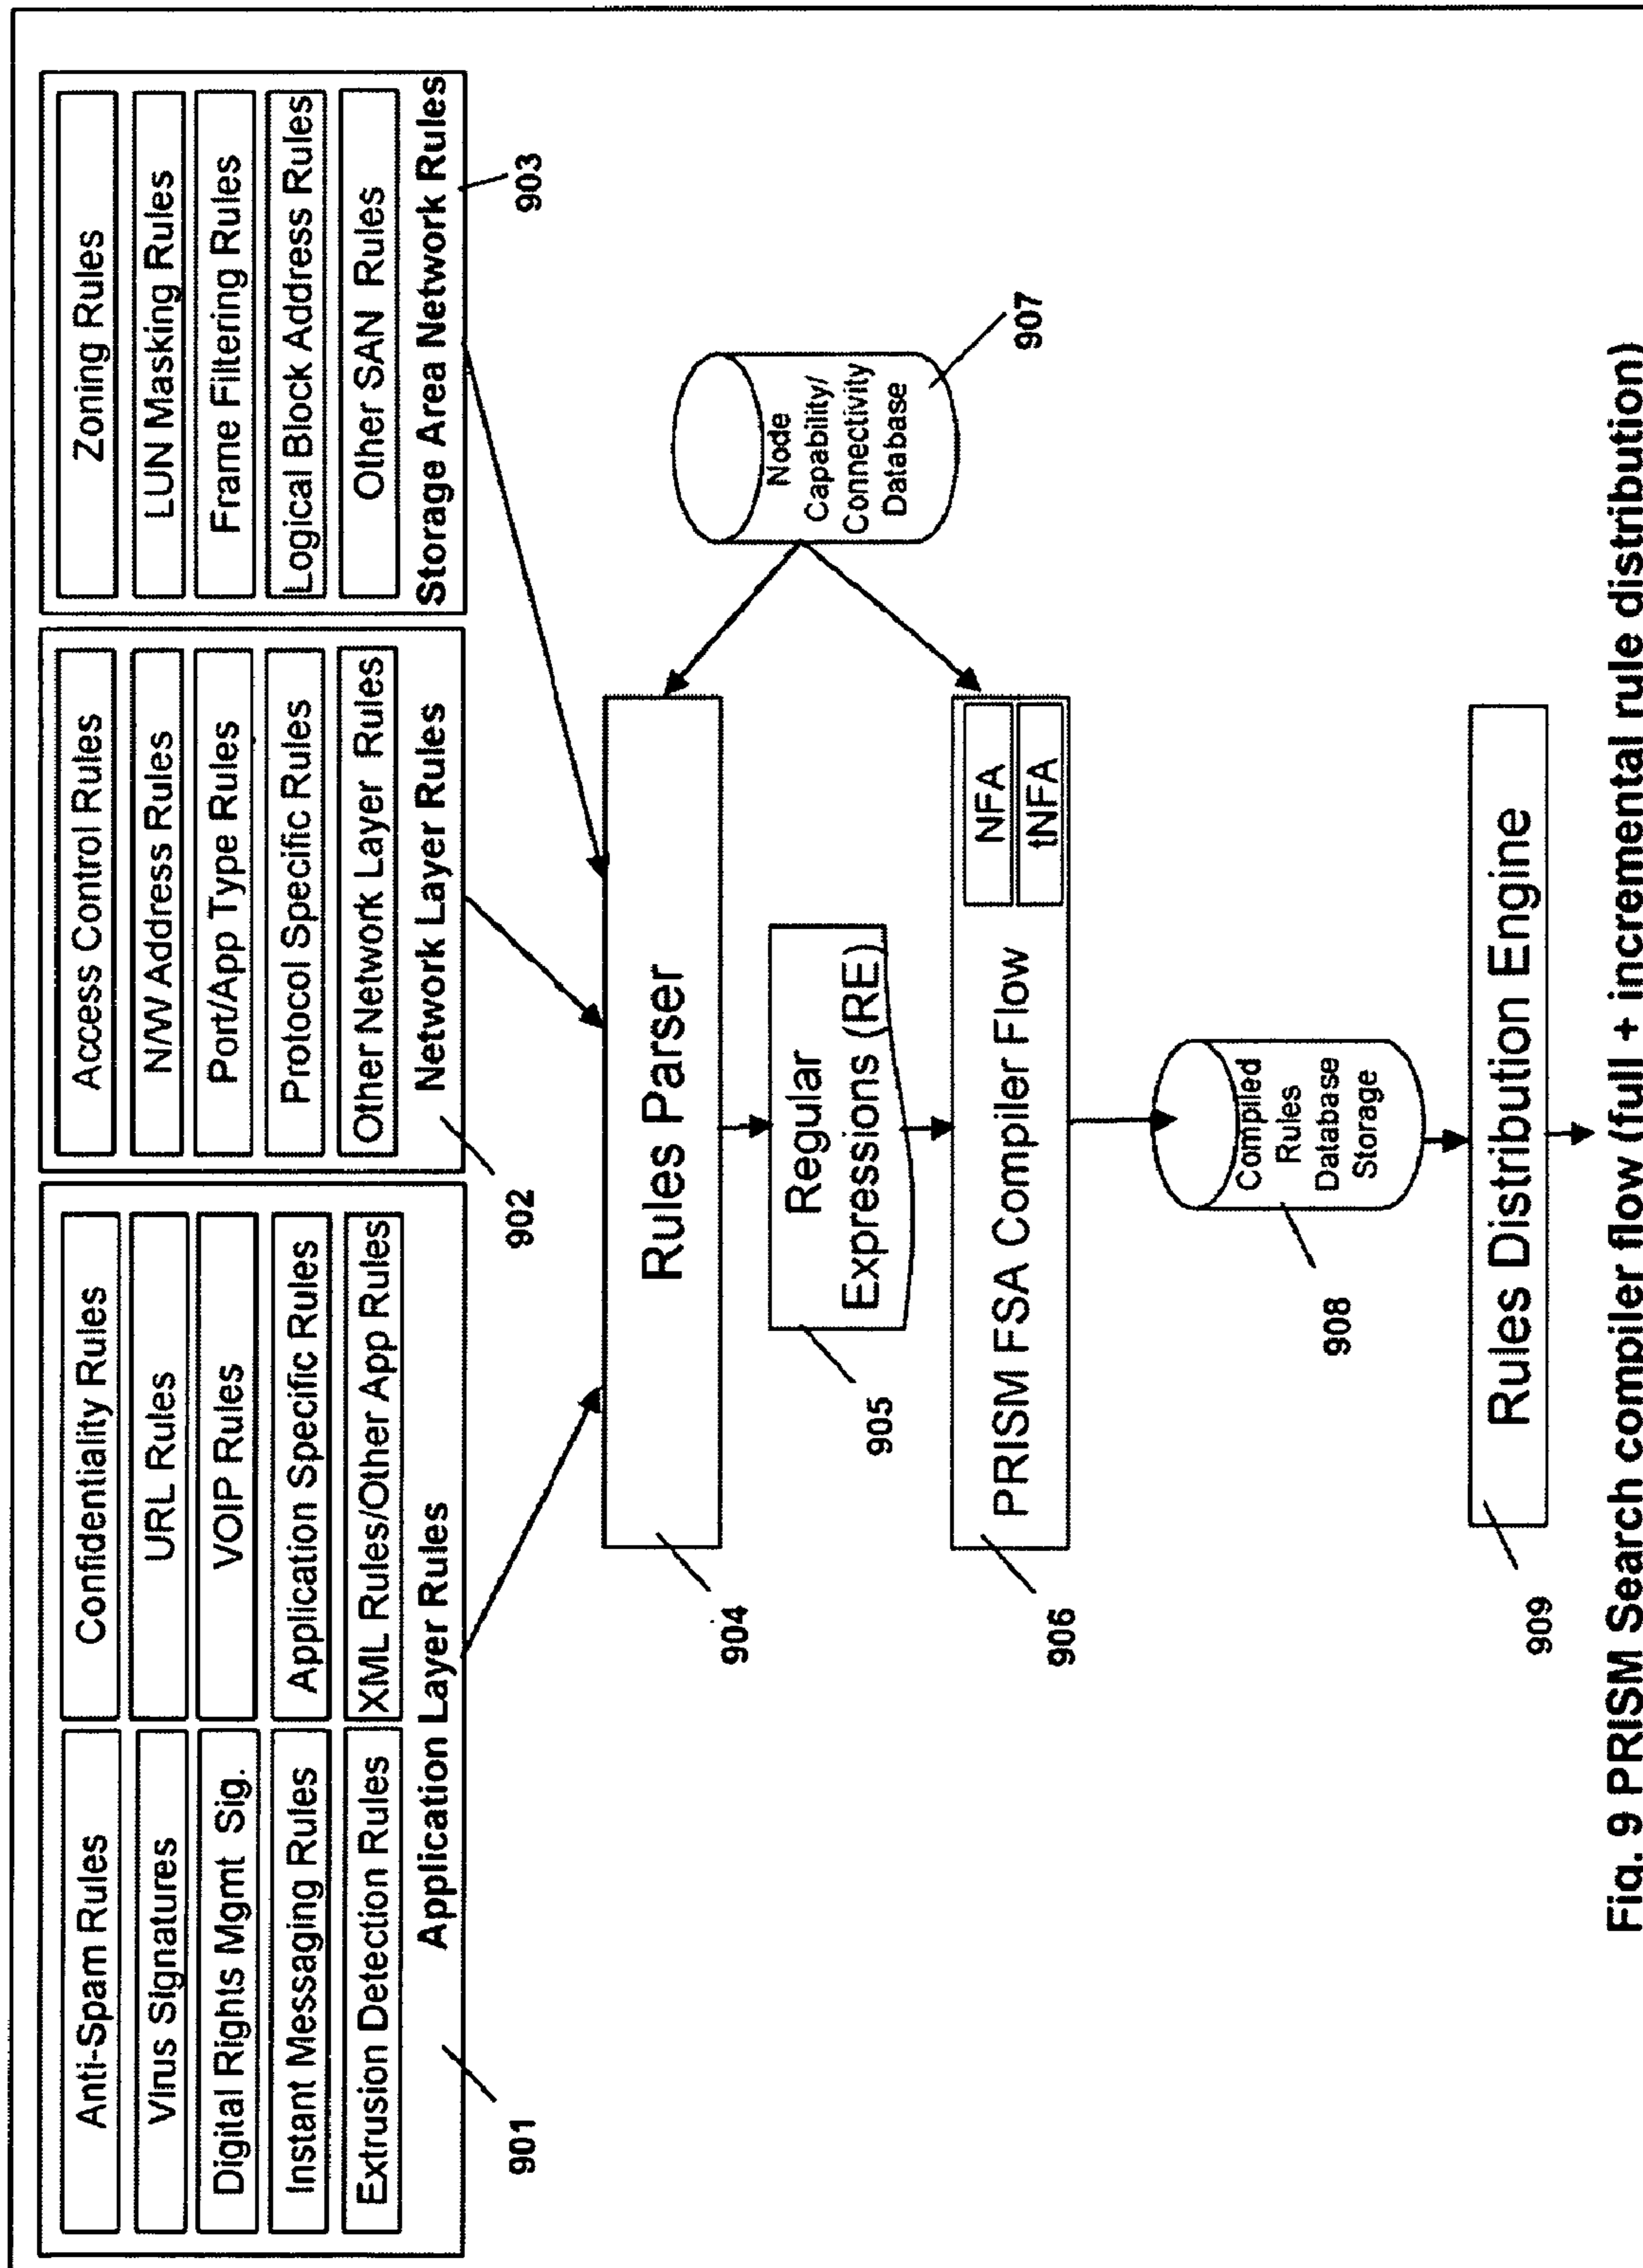 Anti-Spam Rules
Confidentiality Rules
Virus Signatures
URL Rules
Digital Rights Mgmt Sig.
VOIP Rules
Instant Messaging Rules
Application Specific Rules
Extrusion Detection Rules
XML Rules/Other App Rules
Application Layer Rules
901
Access Control Rules
N/W Address Rules
Port/App Type Rules
Protocol Specific Rules
Other Network Layer Rules
Network Layer Rules
902
Zoning Rules
LUN Masking Rules
Frame Filtering Rules
Logical Block Address Rules
Other SAN Rules
Storage Area Network Rules
903
Rules Parser
904
Node
Capability/
Connectivity
Database
907
Regular
Expressions (RE)
905
PRISM FSA Compiler Flow
NFA
tNFA
906
Compiled
Rules
Database
Storage
908
Rules Distribution Engine
909
Fig. 9 PRISM Search compiler flow (full + incremental rule distribution)